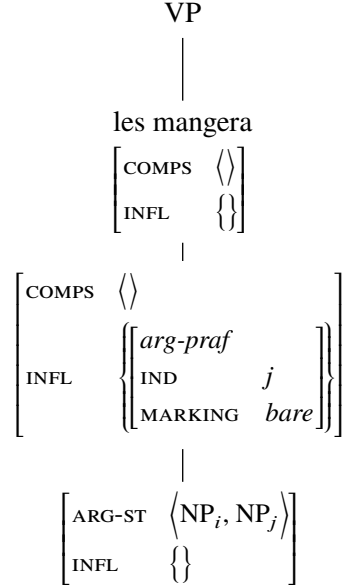 VP
les mangera
[COMPS ⟨⟩
INFL {}]
[COMPS ⟨⟩
INFL {[arg-praf
IND j
MARKING bare]}]
[ARG-ST ⟨NPᵢ, NPⱼ⟩
INFL {}]